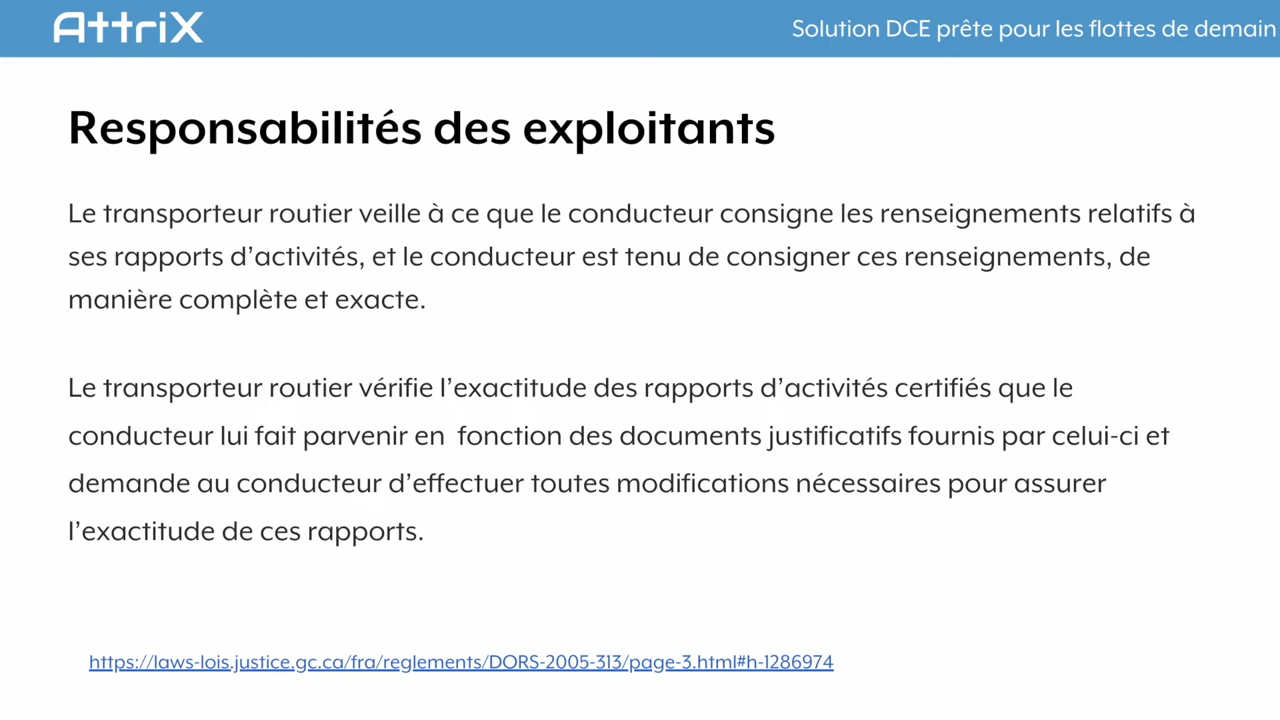 AttriX
Solution DCE prête pour les flottes de demain
Responsabilités des exploitants
Le transporteur routier veille à ce que le conducteur consigne les renseignements relatifs à
ses rapports d’activités, et le conducteur est tenu de consigner ces renseignements, de
manière complète et exacte.
Le transporteur routier vérifie l’exactitude des rapports d’activités certifiés que le
conducteur lui fait parvenir en  fonction des documents justificatifs fournis par celui-ci et
demande au conducteur d’effectuer toutes modifications nécessaires pour assurer
l’exactitude de ces rapports.
https://laws-lois.justice.gc.ca/fra/reglements/DORS-2005-313/page-3.html#h-1286974